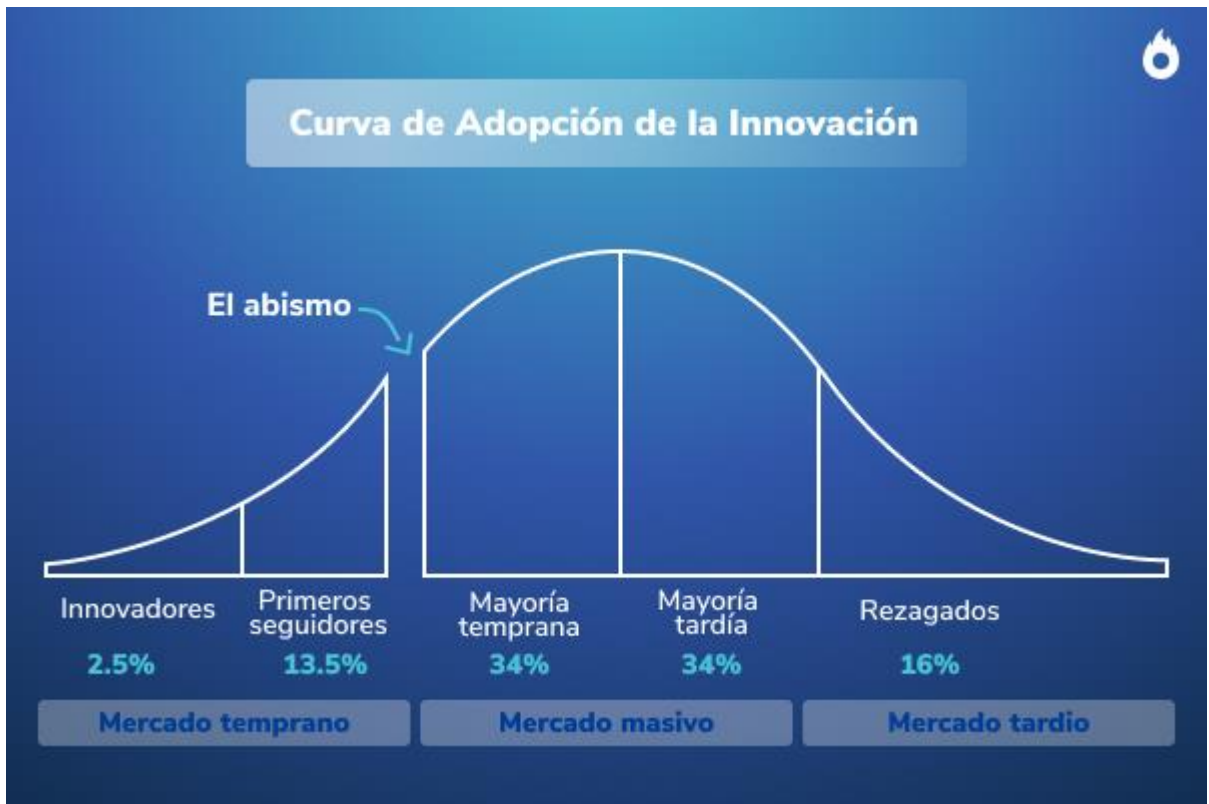 Curva de Adopción de la Innovación
El abismo
Innovadores
Primeros
seguidores
Mayoría
temprana
Mayoría
tardía
Rezagados
2.5%
13.5%
34%
34%
16%
Mercado temprano
Mercado masivo
Mercado tardio